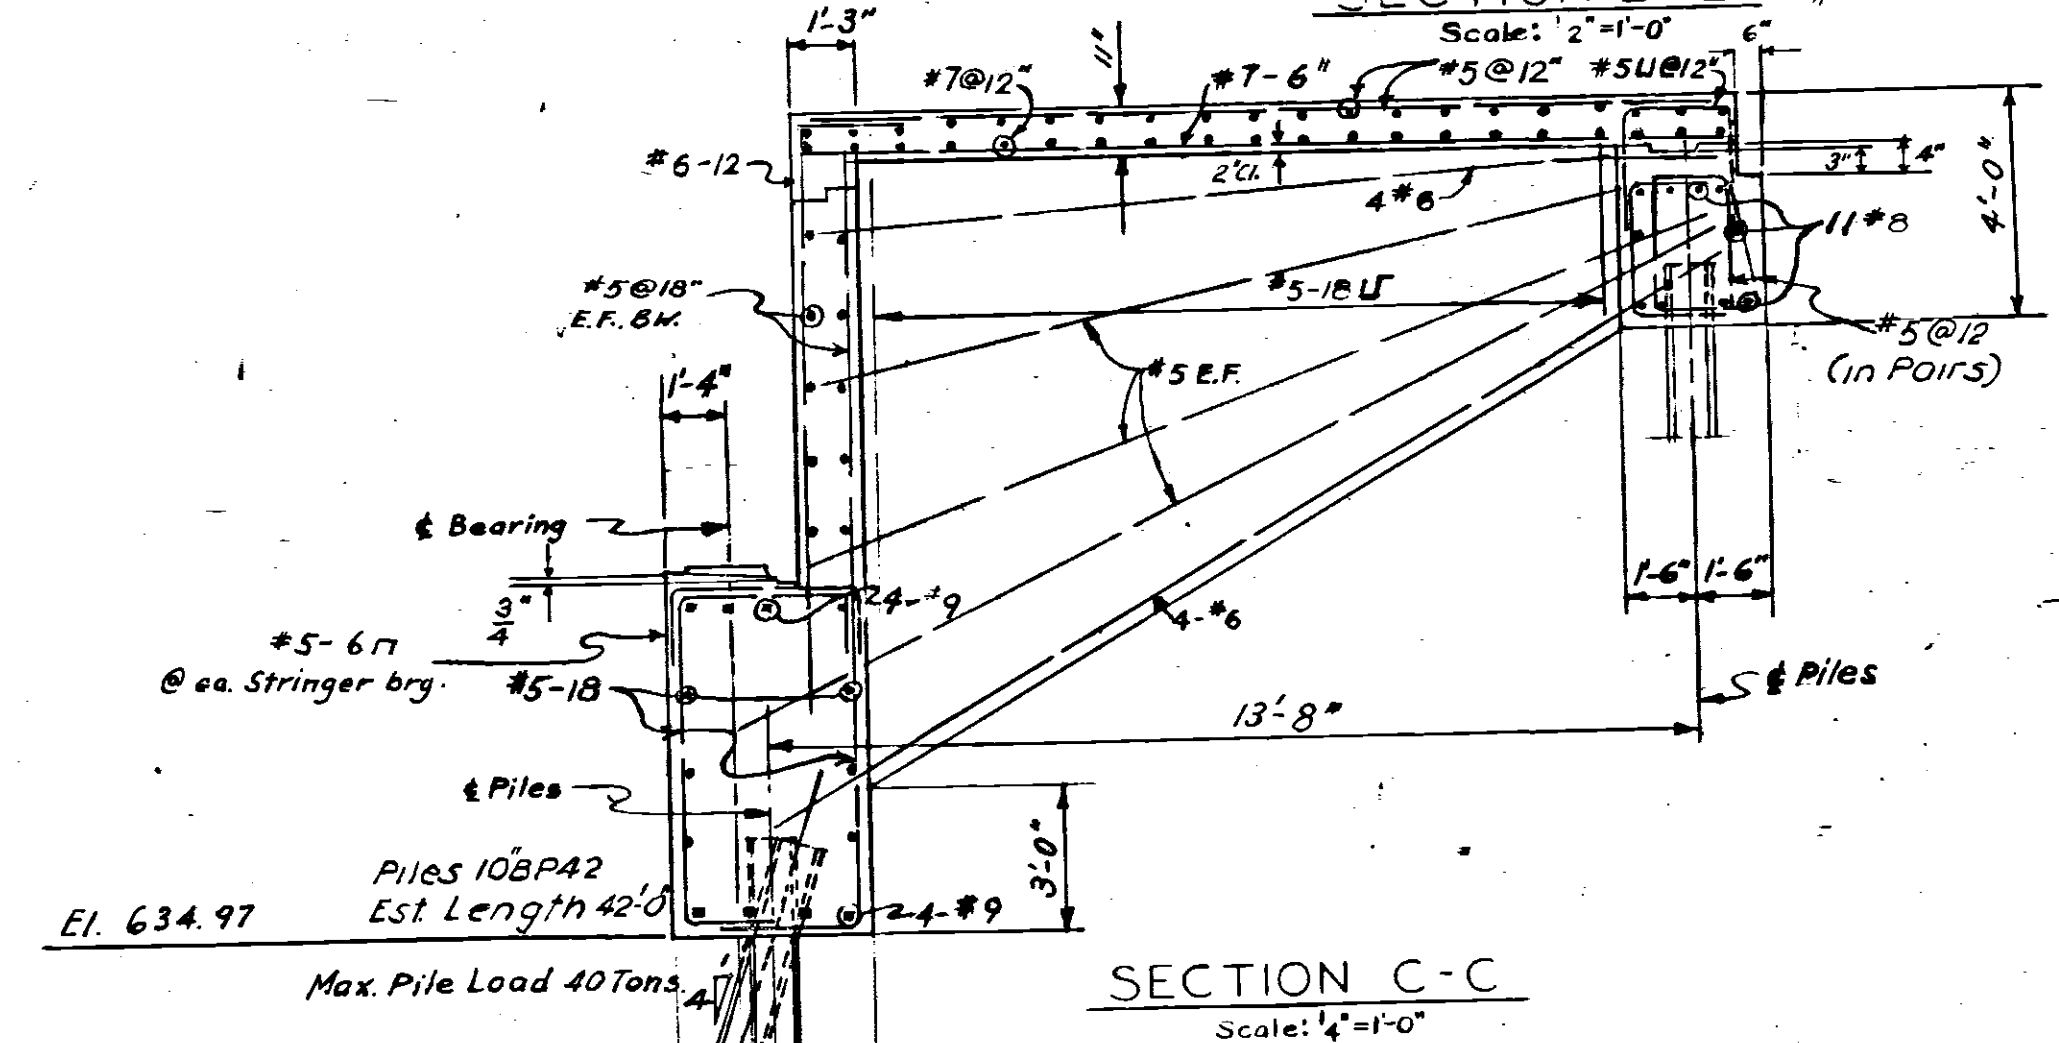 Scale: 1/2"=1'-0"
1'-3"
11"
6"
#7@12"
#7-6"
#5@12"
#5⊔@12"
#6-12
2"Cl.
4#6
3"
4"
4'-0"
11#8
#5@18"
E.F. BW.
#5-18
#5@12
(in Pairs)
1'-4"
#5 E.F.
℄ Bearing
3/4"
4-#9
1'-6"
1'-6"
#5-6⊓
@ ea. Stringer brg.
#5-18
4-#6
℄ Piles
13'-8"
℄ Piles
3'-0"
Piles 10"BP42
Est. Length 42'-0"
El. 634.97
4-#9
Max. Pile Load 40 Tons.
4
SECTION C-C
Scale: 1/4"=1'-0"